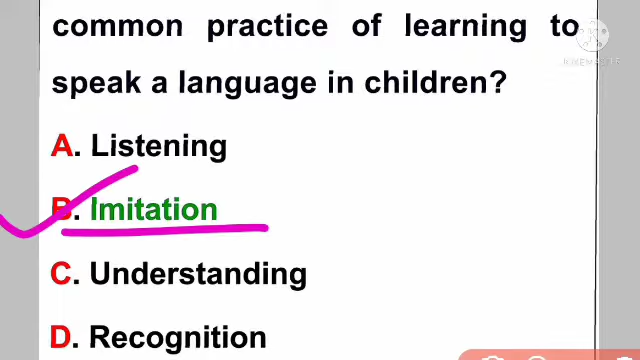 common practice of learning to
speak a language in children?
A. Listening
B. Imitation
C. Understanding
D. Recognition